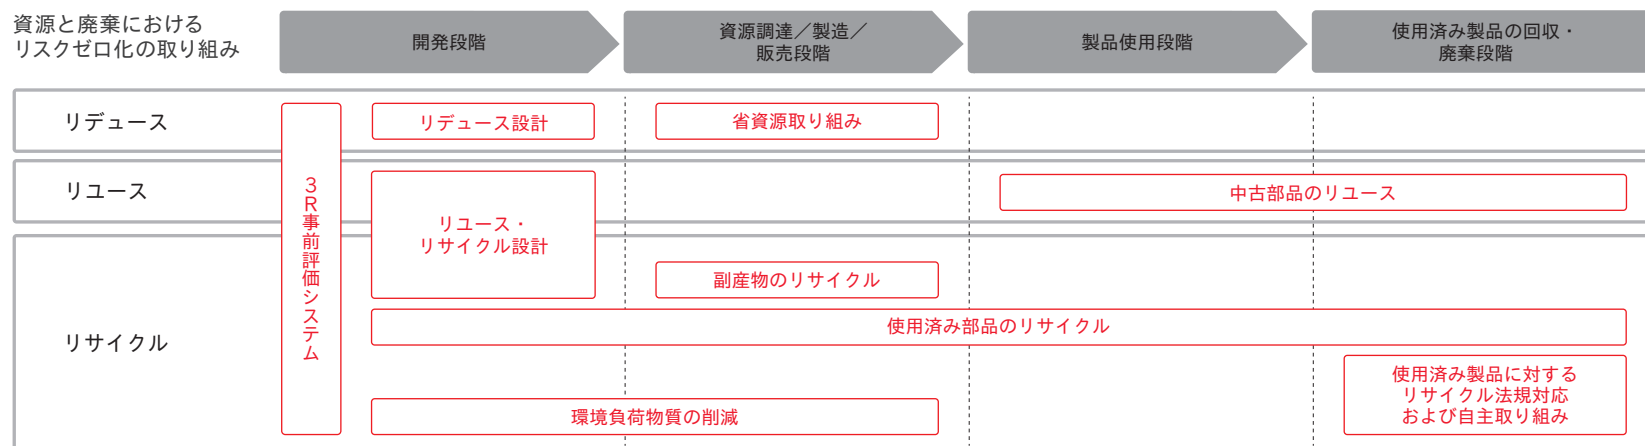 資源と廃棄における
リスクゼロ化の取り組み
開発段階
資源調達／製造／
販売段階
製品使用段階
使用済み製品の回収・
廃棄段階
リデュース
リデュース設計
省資源取り組み
リユース
3R事前評価システム
リユース・
リサイクル設計
中古部品のリユース
リサイクル
副産物のリサイクル
使用済み部品のリサイクル
使用済み製品に対する
リサイクル法規対応
および自主取り組み
環境負荷物質の削減